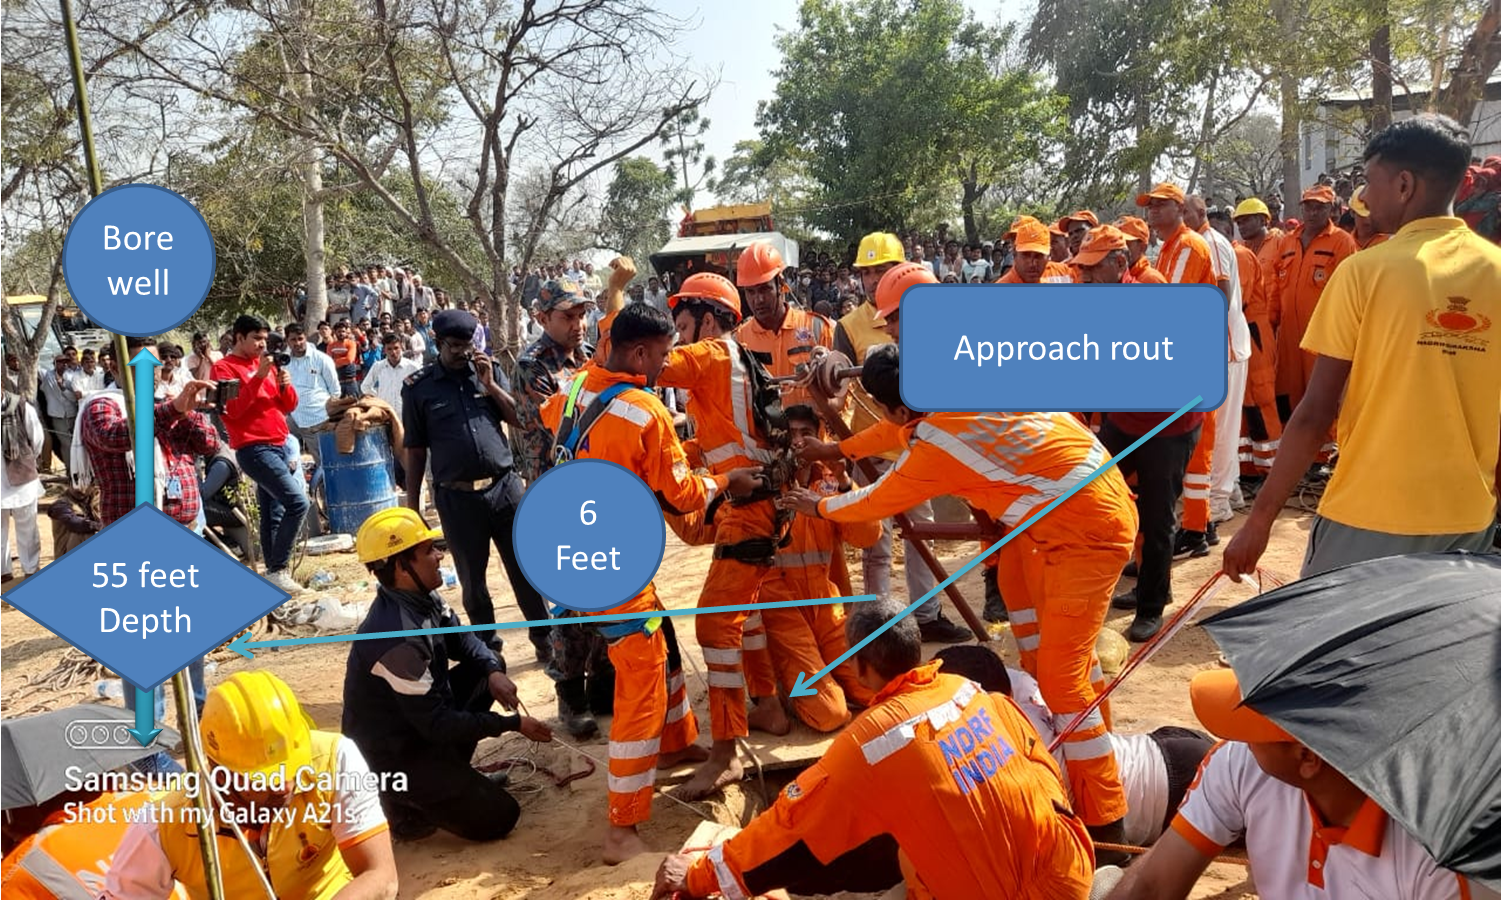 Bore
well
Approach rout
6
Feet
55 feet
Depth
NDRF
INDIA
Samsung Quad Camera
Shot with my Galaxy A21s